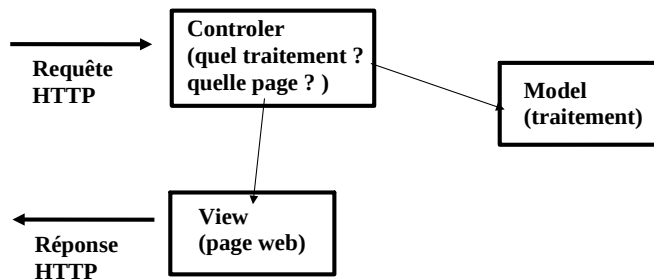 Controler
(quel traitement ?
quelle page ? )
Requête
HTTP
Model
(traitement)
View
(page web)
Réponse
HTTP